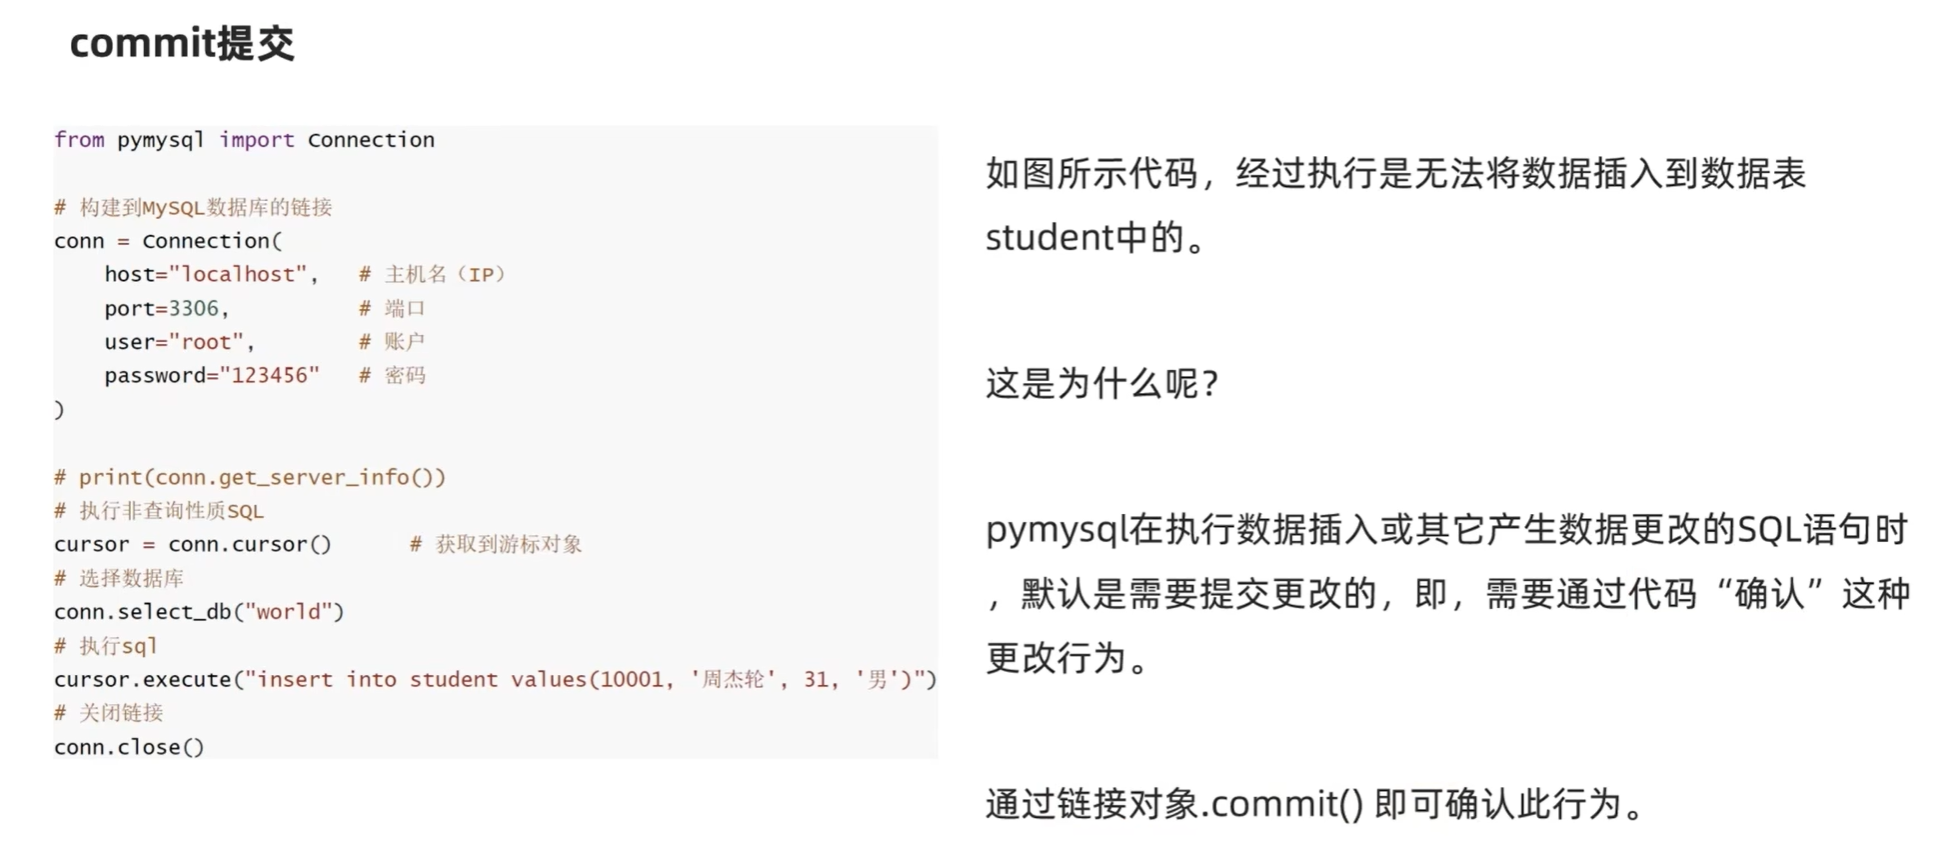 commit提交
from pymysql import Connection
# 构建到MySQL数据库的链接
conn = Connection(
    host="localhost",   # 主机名（IP）
    port=3306,          # 端口
    user="root",        # 账户
    password="123456"   # 密码
)
# print(conn.get_server_info())
# 执行非查询性质SQL
cursor = conn.cursor()      # 获取到游标对象
# 选择数据库
conn.select_db("world")
# 执行sql
cursor.execute("insert into student values(10001, '周杰轮', 31, '男')")
# 关闭链接
conn.close()
如图所示代码，经过执行是无法将数据插入到数据表
student中的。
这是为什么呢？
pymysql在执行数据插入或其它产生数据更改的SQL语句时
，默认是需要提交更改的，即，需要通过代码“确认”这种
更改行为。
通过链接对象.commit() 即可确认此行为。